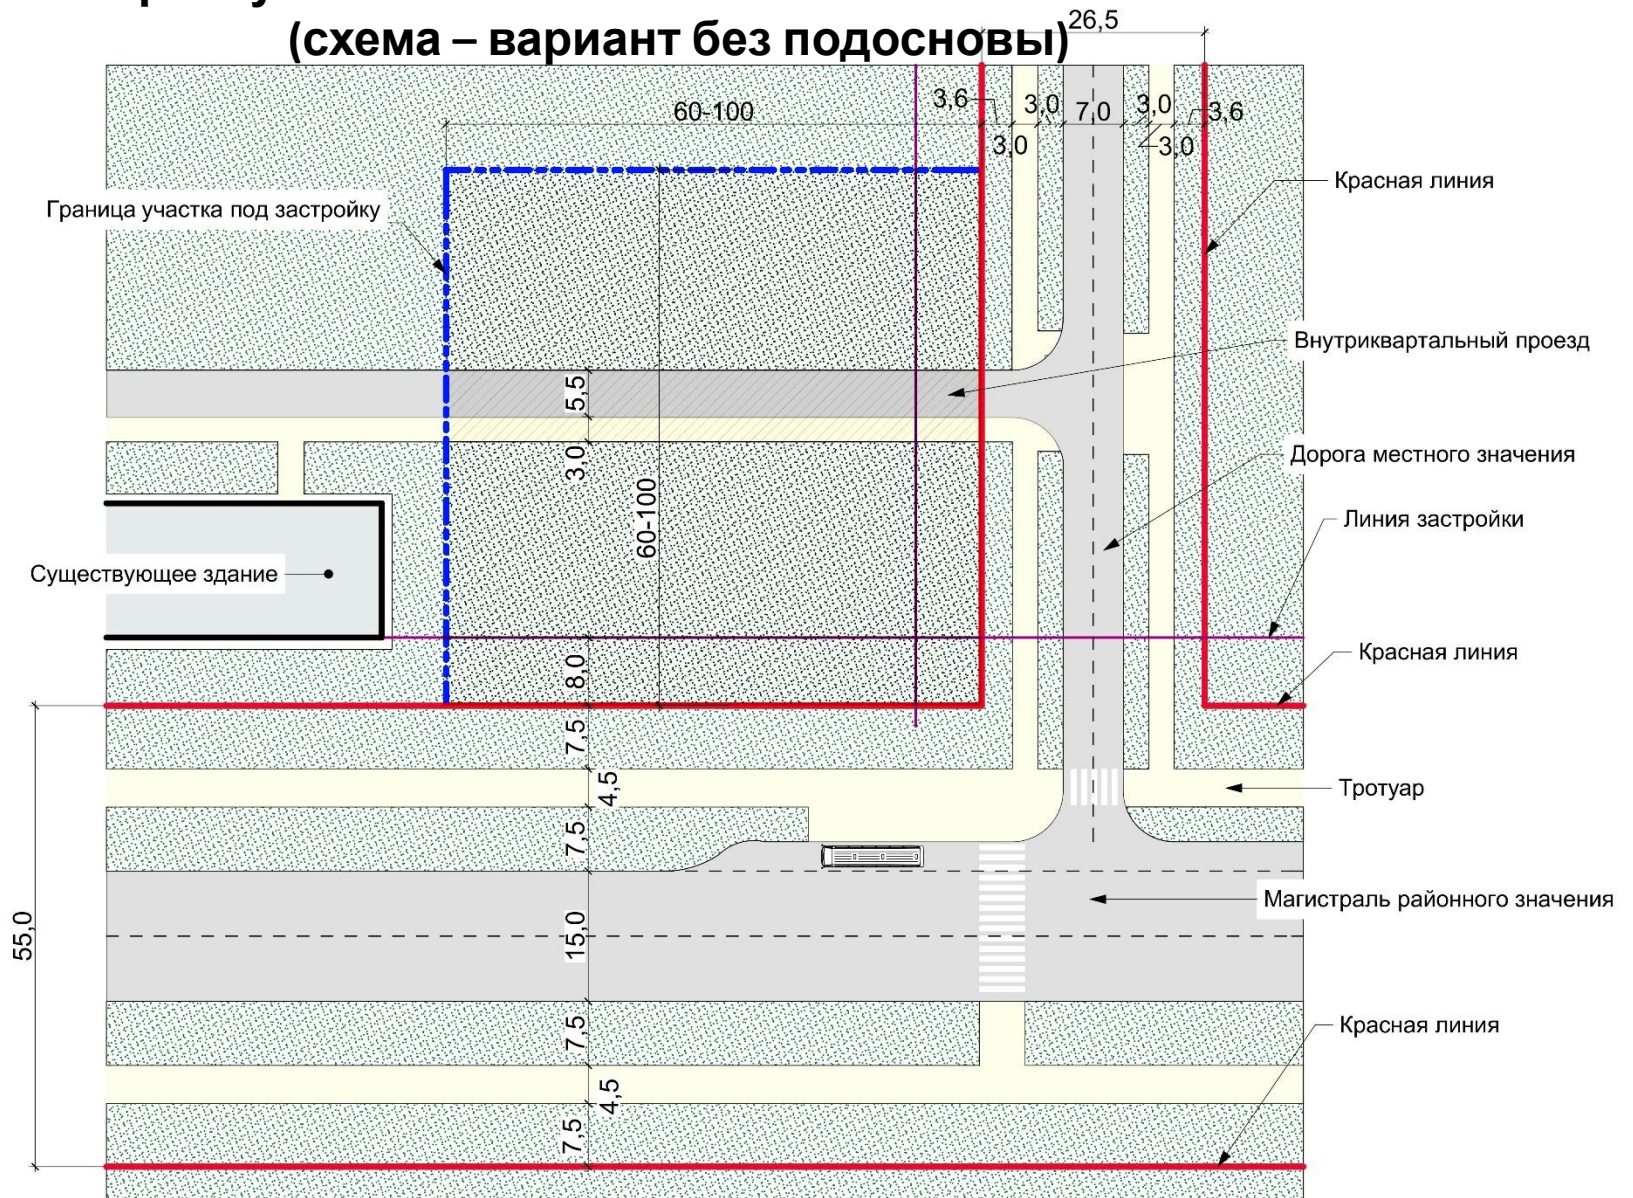 (схема – вариант без подосновы)
26,5
60-100
3,6
3,0
7,0
3,0
3,6
3,0
3,0
Красная линия
Граница участка под застройку
Внутриквартальный проезд
5,5
3,0
Дорога местного значения
60-100
Линия застройки
Существующее здание
8,0
Красная линия
7,5
4,5
Тротуар
7,5
Магистраль районного значения
55,0
15,0
7,5
Красная линия
4,5
7,5